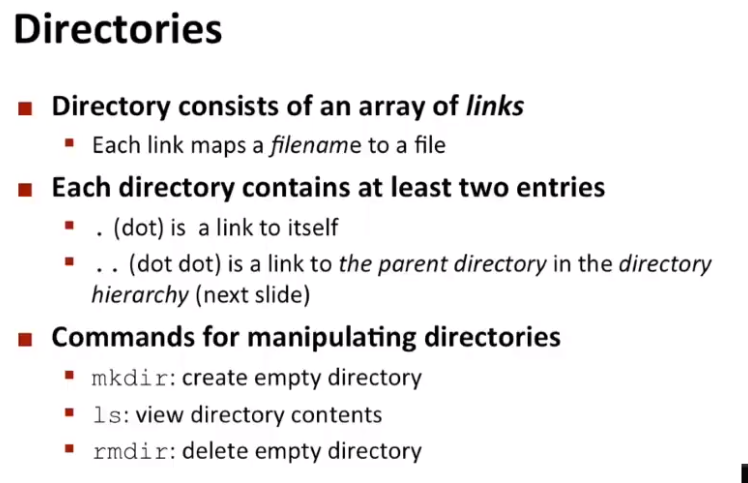 Directories
Directory consists of an array of links
Each link maps a filename to a file
Each directory contains at least two entries
. (dot) is a link to itself
.. (dot dot) is a link to the parent directory in the directory
hierarchy (next slide)
Commands for manipulating directories
mkdir: create empty directory
ls: view directory contents
rmdir: delete empty directory